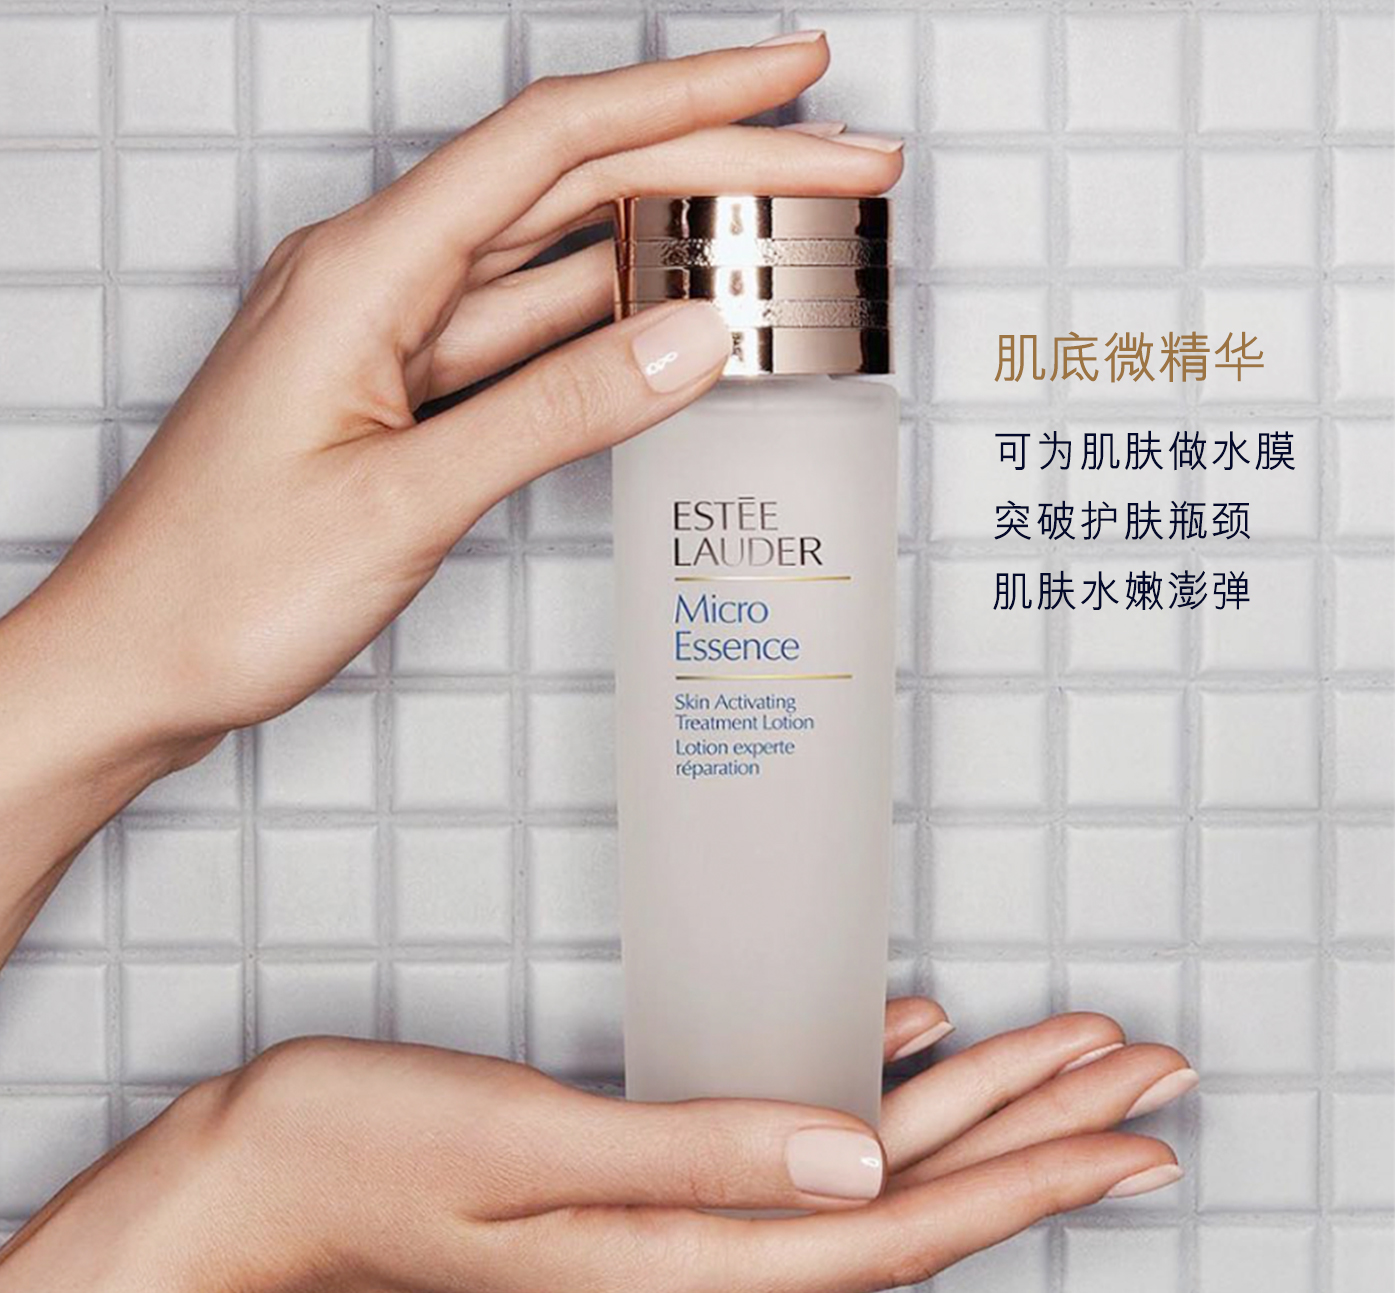 肌底微精华
可为肌肤做水膜
突破护肤瓶颈
肌肤水嫩澎弹
ESTĒE
LAUDER
Micro
Essence
Skin Activating
Treatment Lotion
Lotion experte
réparation